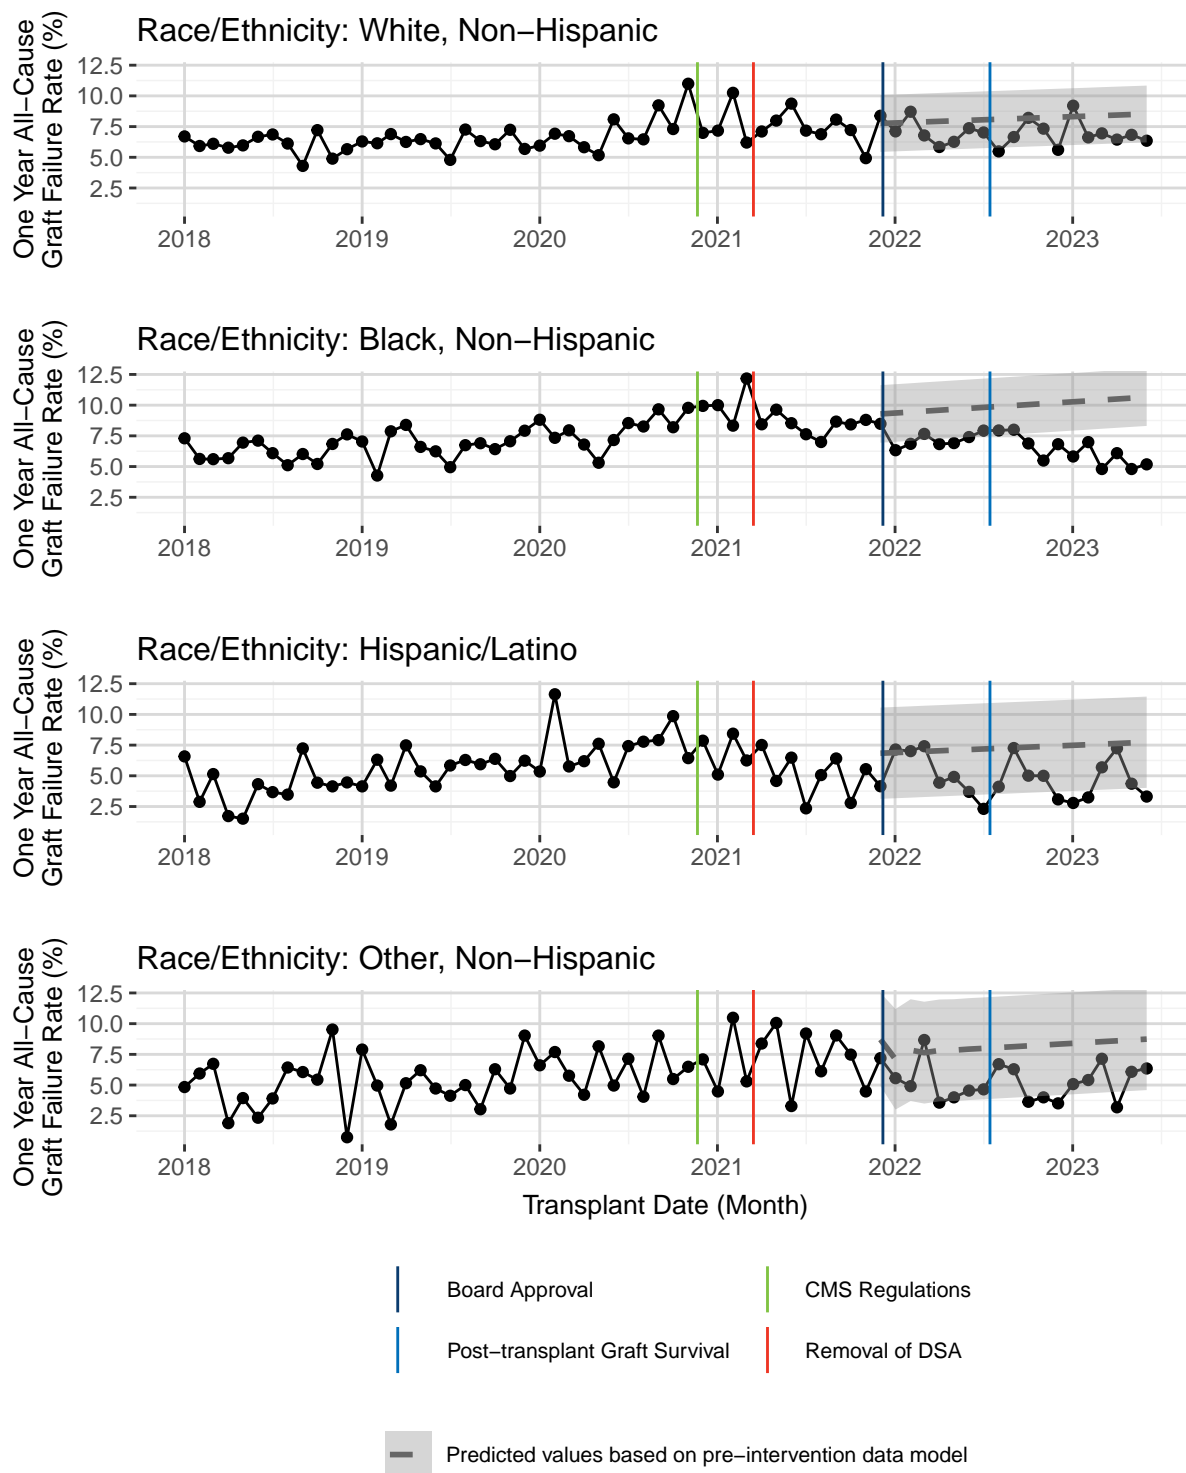 Race/Ethnicity: White, Non−Hispanic
One Year All−Cause
Graft Failure Rate (%)
12.5
10.0
7.5
5.0
2.5
2018 2019 2020 2021 2022 2023
Race/Ethnicity: Black, Non−Hispanic
One Year All−Cause
Graft Failure Rate (%)
12.5
10.0
7.5
5.0
2.5
2018 2019 2020 2021 2022 2023
Race/Ethnicity: Hispanic/Latino
One Year All−Cause
Graft Failure Rate (%)
12.5
10.0
7.5
5.0
2.5
2018 2019 2020 2021 2022 2023
Race/Ethnicity: Other, Non−Hispanic
One Year All−Cause
Graft Failure Rate (%)
12.5
10.0
7.5
5.0
2.5
2018 2019 2020 2021 2022 2023
Transplant Date (Month)
Board Approval CMS Regulations
Post−transplant Graft Survival Removal of DSA
Predicted values based on pre−intervention data model